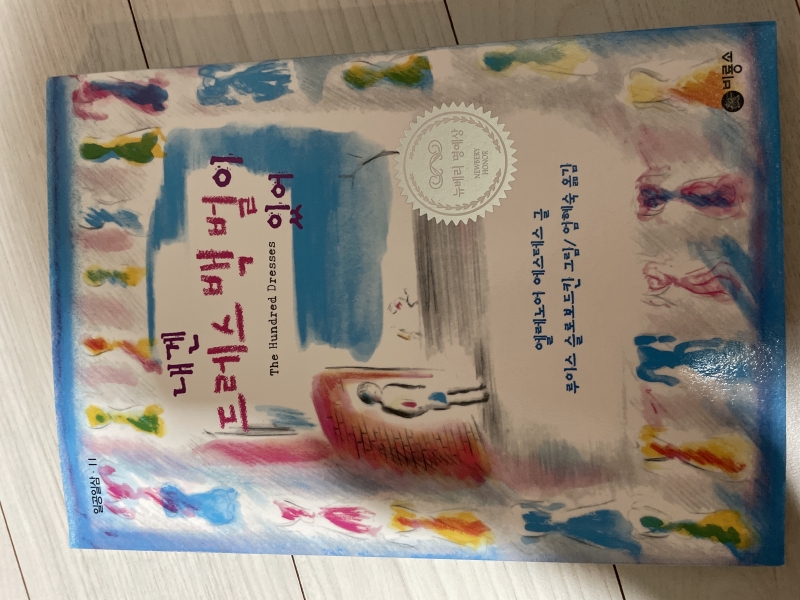 일공일삼 · 11
내겐
드레스 백 벌이
있어
The Hundred Dresses
뉴베리 명예상
NEWBERY
HONOR
엘레노어 에스테스 글
루이스 슬로보드킨 그림/ 엄혜숙 옮김
비룡소